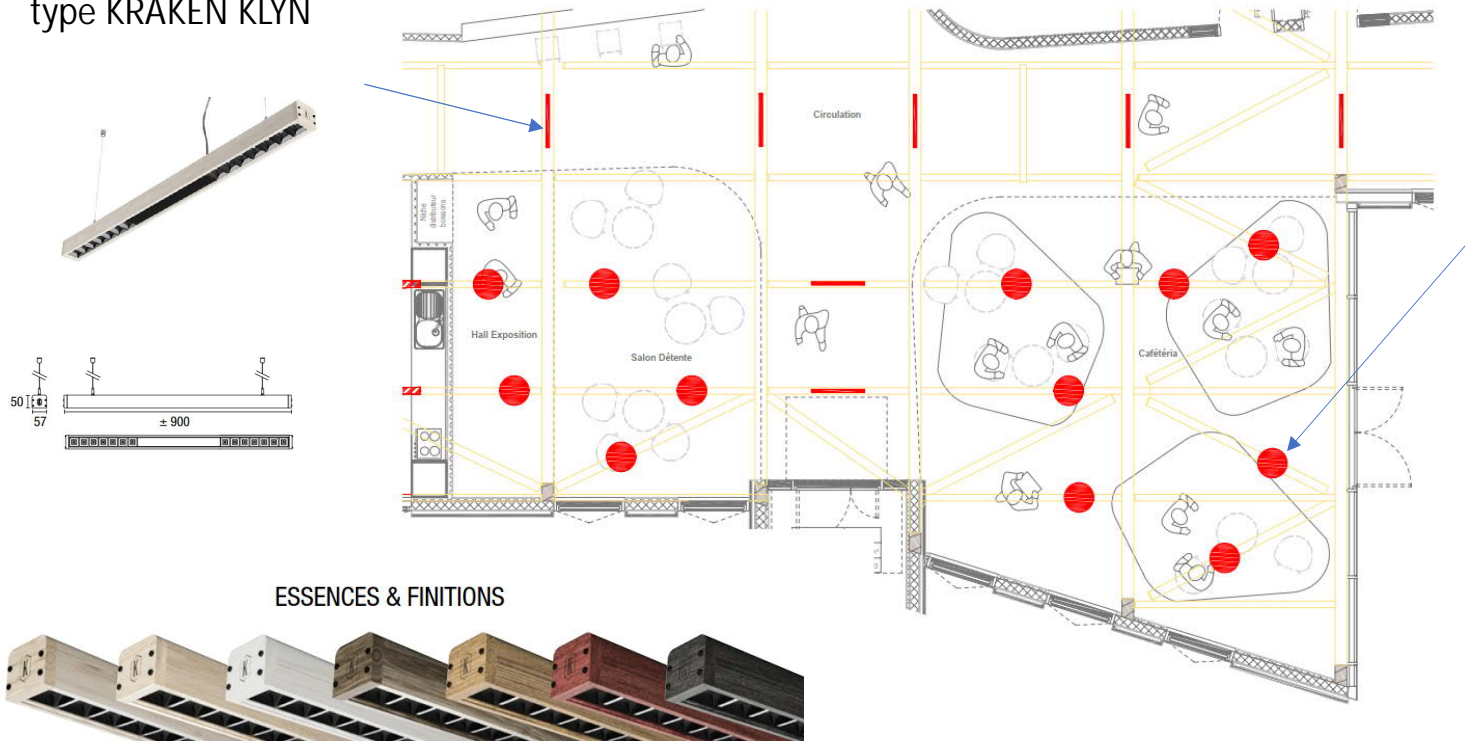 type KRAKEN KLYN
Circulation
Niche
distributeur
boissons
Hall Exposition
Salon Détente
Cafétéria
50
57
± 900
ESSENCES & FINITIONS